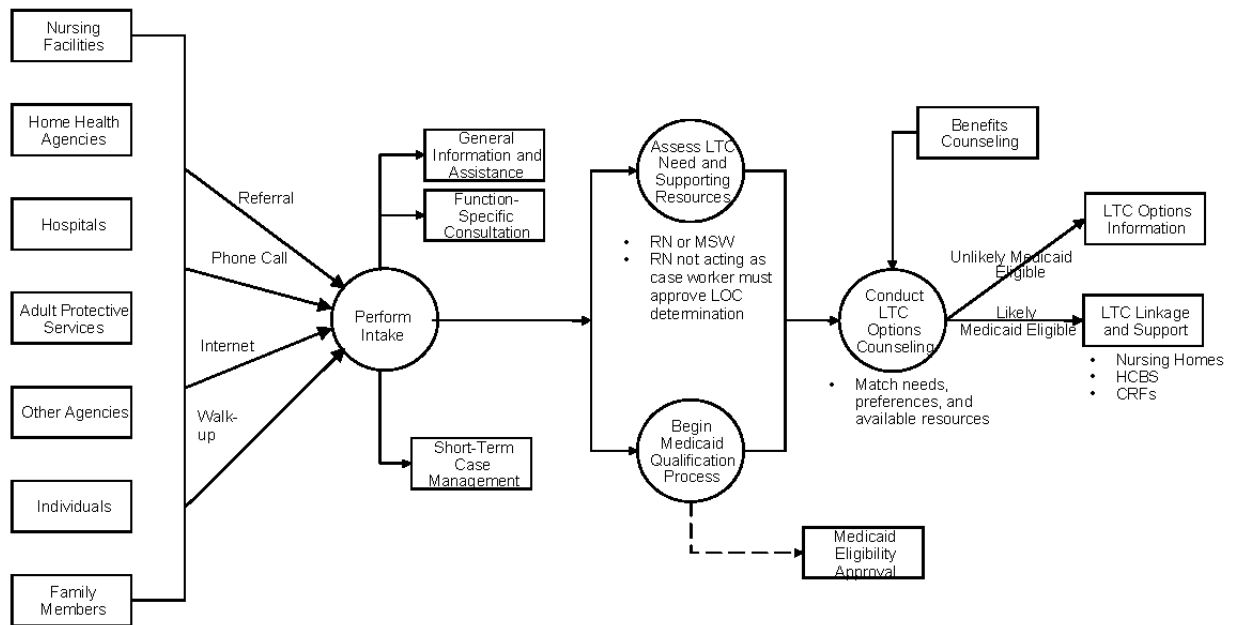 Nursing
Facilities
Home Health
Agencies
Hospitals
Adult Protective
Services
Other Agencies
Individuals
Family
Members
Referral
Phone Call
Internet
Walk-
up
Perform
Intake
General
Information and
Assistance
Function-
Specific
Consultation
Short-Term
Case
Management
Assess LTC
Need and
Supporting
Resources
• RN or MSW
• RN not acting as
case worker must
approve LOC
determination
Begin
Medicaid
Qualification
Process
Medicaid
Eligibility
Approval
Benefits
Counseling
Conduct
LTC
Options
Counseling
• Match needs,
preferences, and
available resources
Unlikely Medicaid
Eligible
Likely
Medicaid Eligible
LTC Options
Information
LTC Linkage
and Support
• Nursing Homes
• HCBS
• CRFs